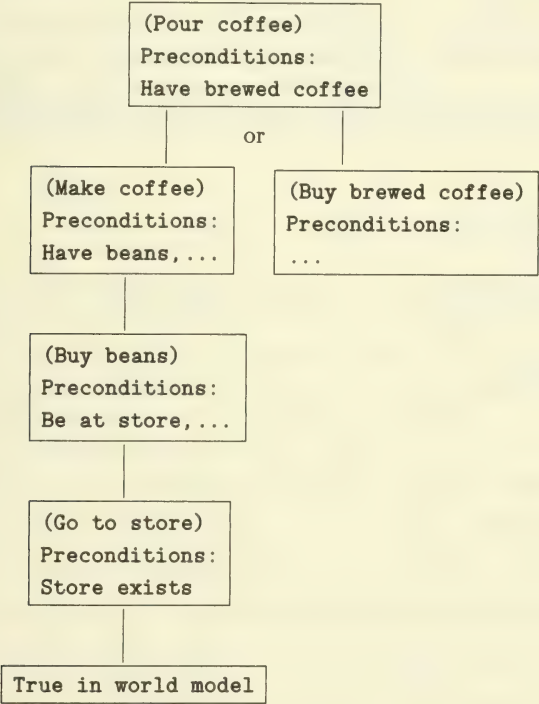 (Pour coffee)
Preconditions:
Have brewed coffee
or
(Make coffee)
Preconditions:
Have beans,...
(Buy brewed coffee)
Preconditions:
...
(Buy beans)
Preconditions:
Be at store,...
(Go to store)
Preconditions:
Store exists
True in world model